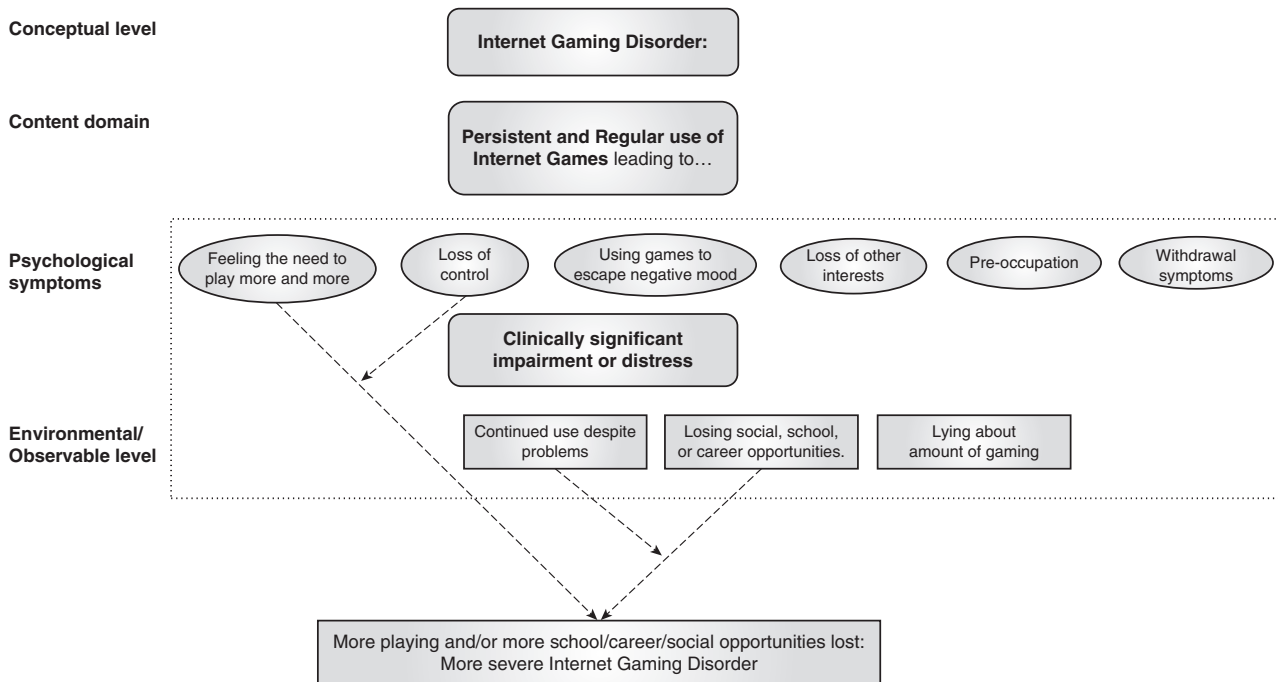 Conceptual level
Internet Gaming Disorder:
Content domain
Persistent and Regular use of
Internet Games leading to…
Psychological
symptoms
Feeling the need to
play more and more
Loss of
control
Using games to
escape negative mood
Loss of other
interests
Pre-occupation
Withdrawal
symptoms
Clinically significant
impairment or distress
Environmental/
Observable level
Continued use despite
problems
Losing social, school,
or career opportunities.
Lying about
amount of gaming
More playing and/or more school/career/social opportunities lost:
More severe Internet Gaming Disorder